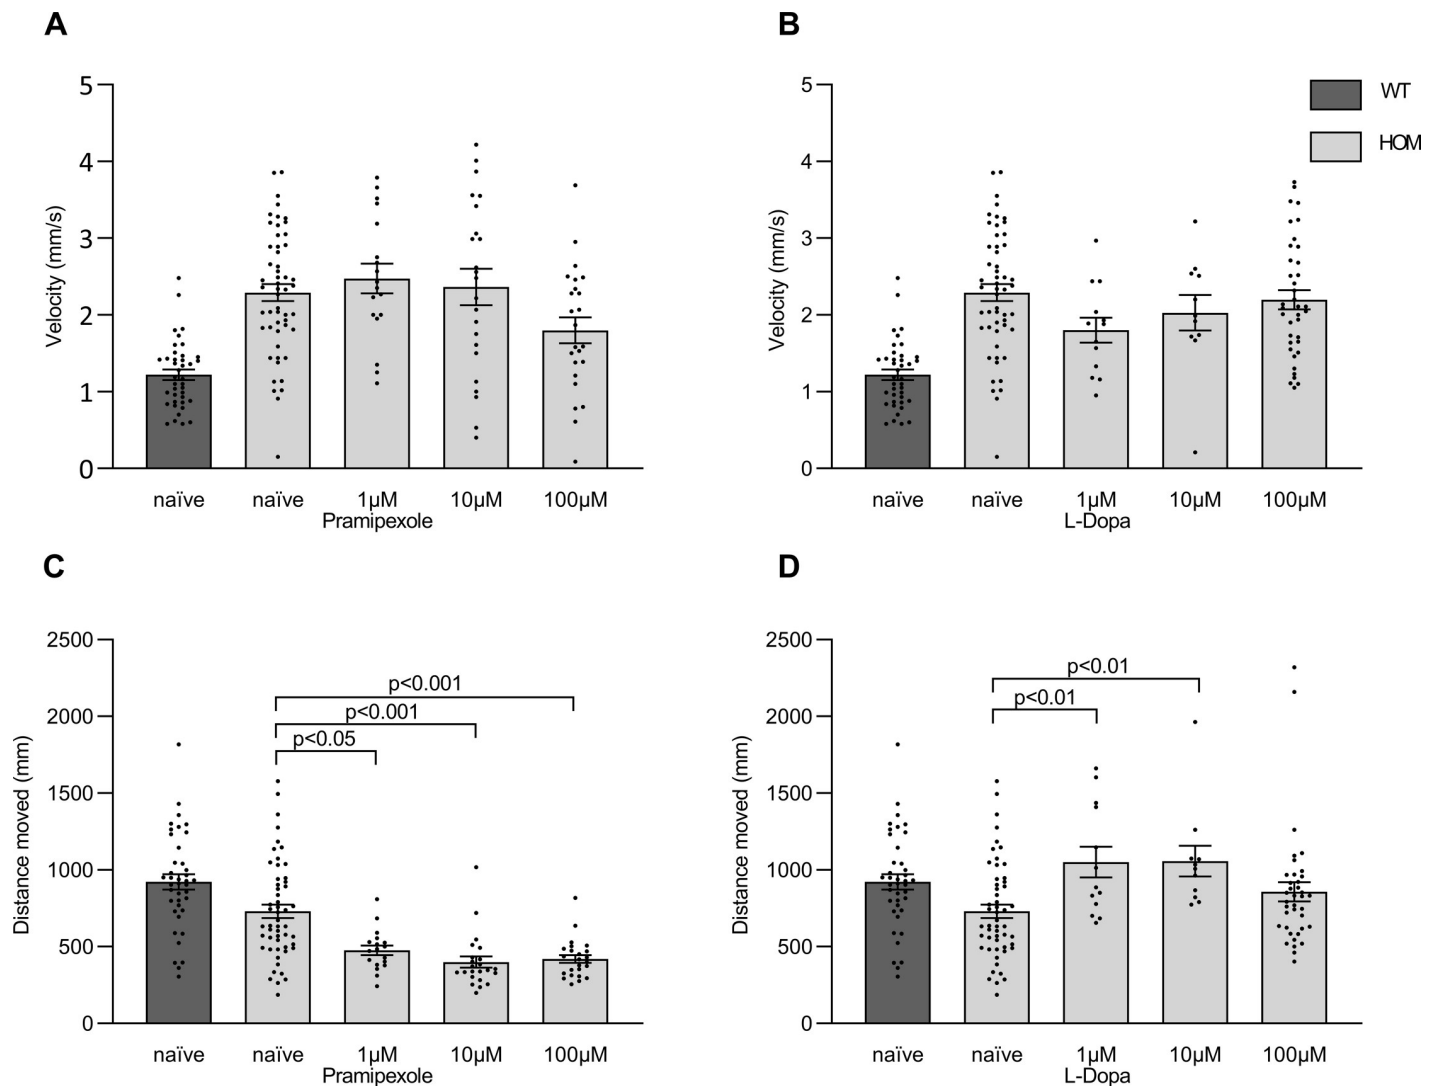 A
5
4
3
2
1
0
Velocity (mm/s)
naïve naïve 1µM 10µM 100µM
Pramipexole
B
5
4
3
2
1
0
Velocity (mm/s)
naïve naïve 1µM 10µM 100µM
L-Dopa
WT
HOM
C
2500
2000
1500
1000
500
0
Distance moved (mm)
p<0.001
p<0.001
p<0.05
naïve naïve 1µM 10µM 100µM
Pramipexole
D
2500
2000
1500
1000
500
0
Distance moved (mm)
p<0.01
p<0.01
naïve naïve 1µM 10µM 100µM
L-Dopa